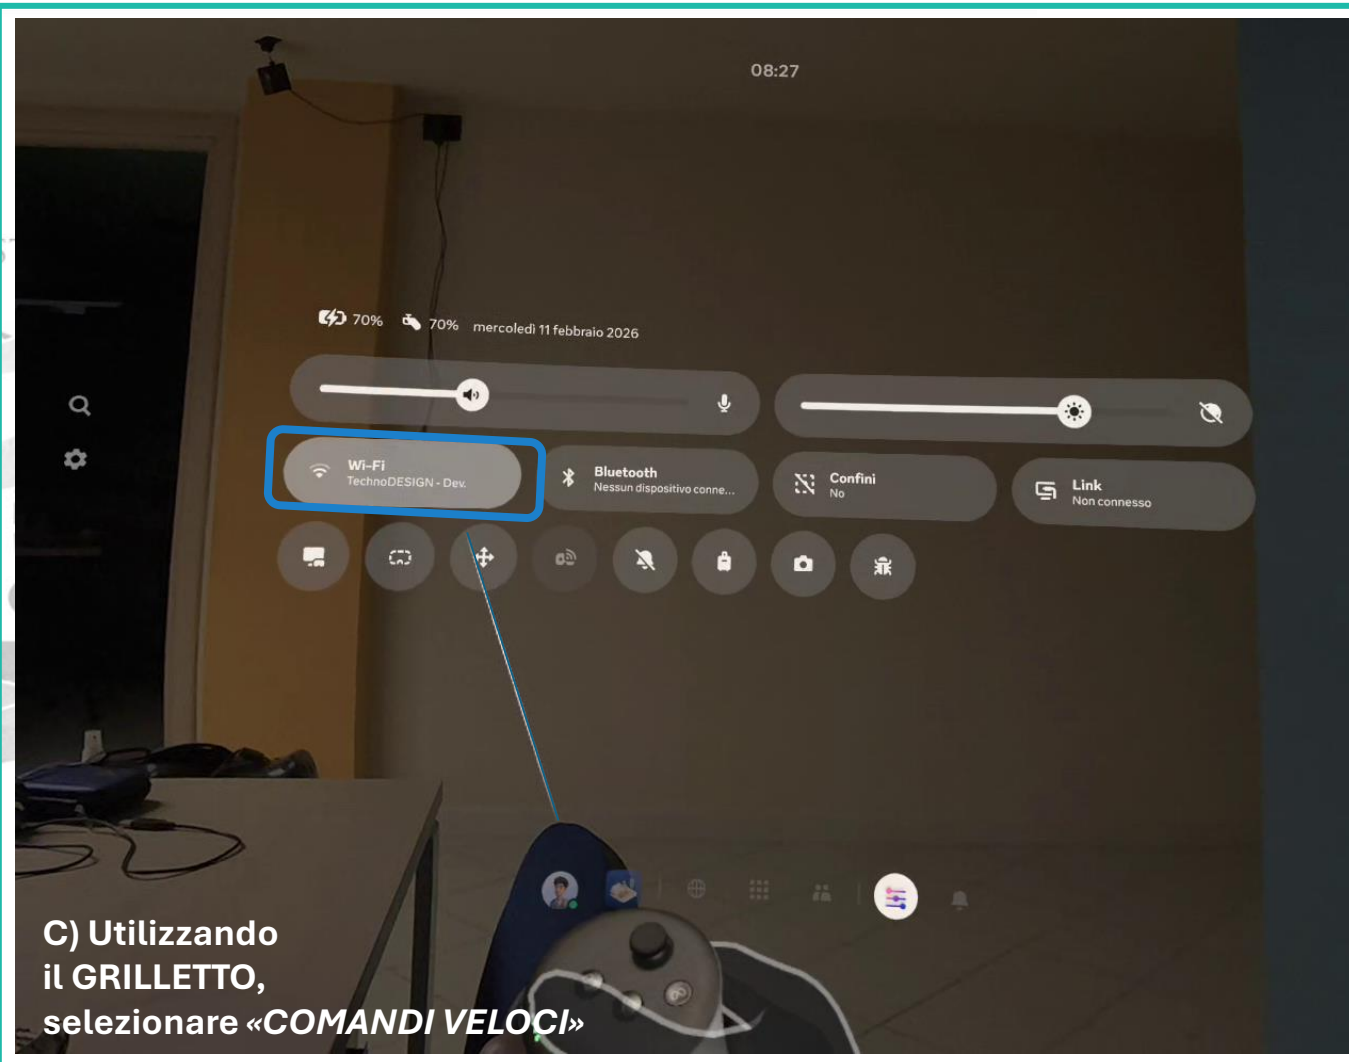 08:27
70% 70% mercoledì 11 febbraio 2026
Wi-Fi
TechnoDESIGN - Dev.
Bluetooth
Nessun dispositivo conne...
Confini
No
Link
Non connesso
C) Utilizzando
il GRILLETTO,
selezionare «COMANDI VELOCI»